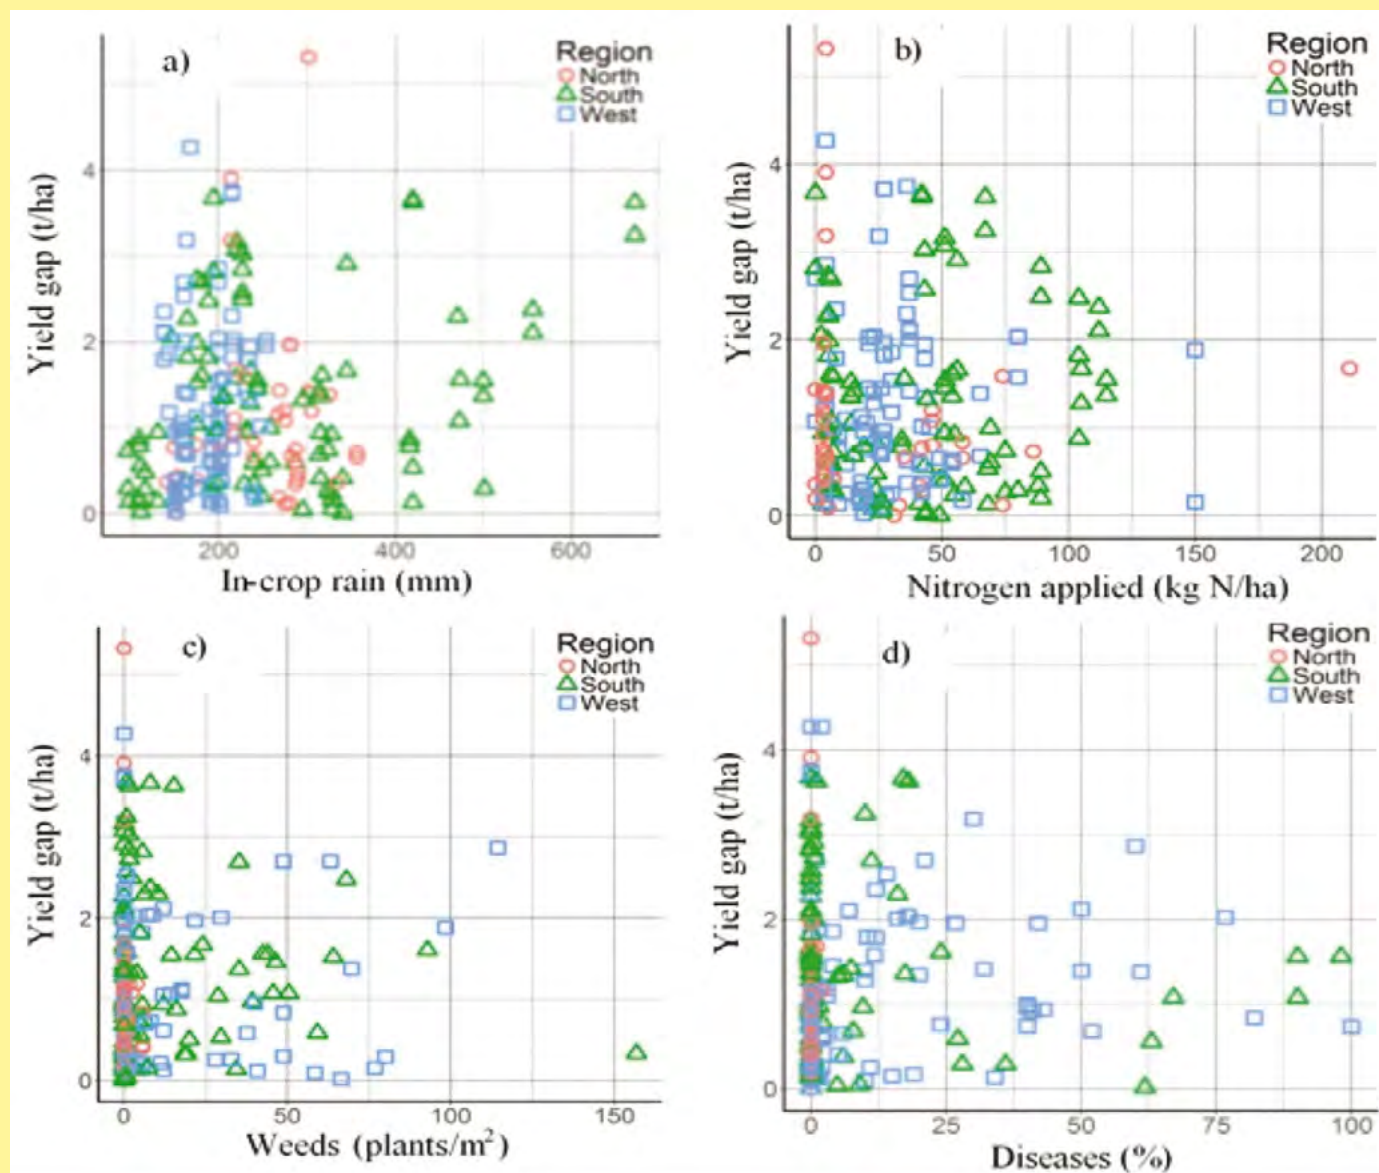 a)
Region
North
South
West
Yield gap (t/ha)
4
2
0
200 400 600
In-crop rain (mm)
b)
Region
North
South
West
Yield gap (t/ha)
4
2
0
0 50 100 150 200
Nitrogen applied (kg N/ha)
c)
Region
North
South
West
Yield gap (t/ha)
4
2
0
0 50 100 150
Weeds (plants/m²)
d)
Region
North
South
West
Yield gap (t/ha)
4
2
0
0 25 50 75 100
Diseases (%)